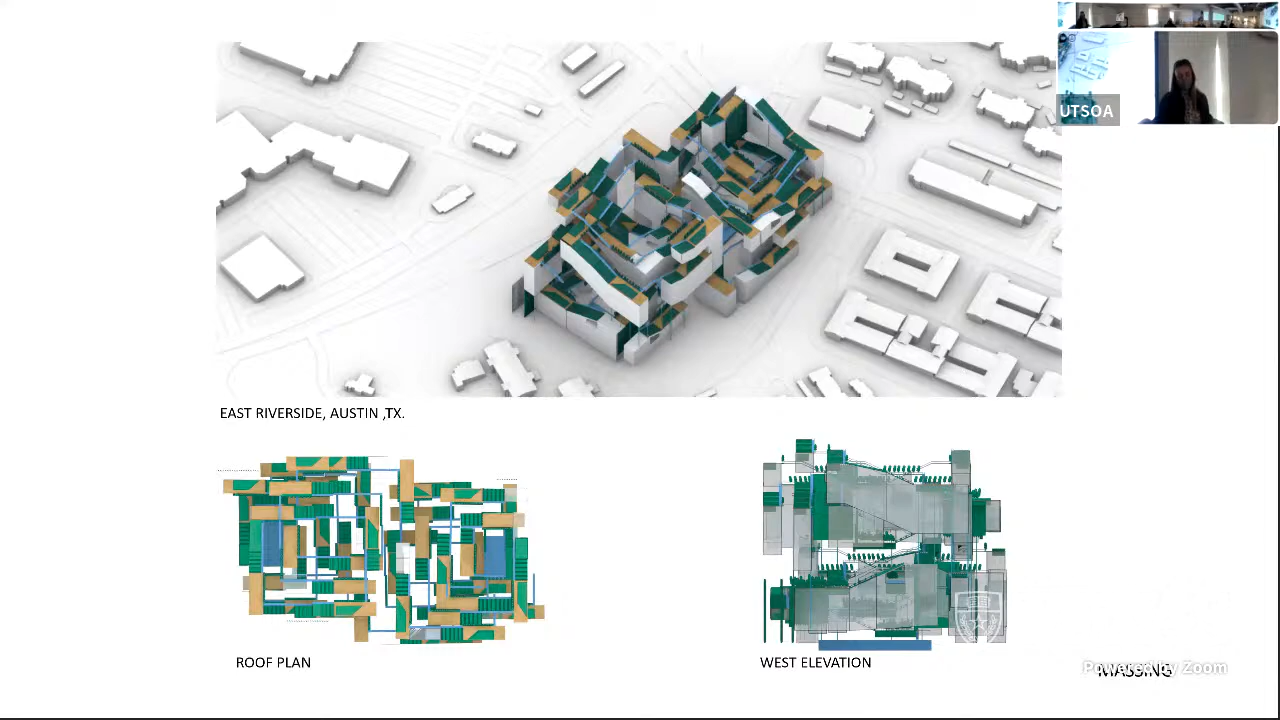 UTSOA
EAST RIVERSIDE, AUSTIN ,TX.
ROOF PLAN
WEST ELEVATION
Powered by Zoom
MASSING